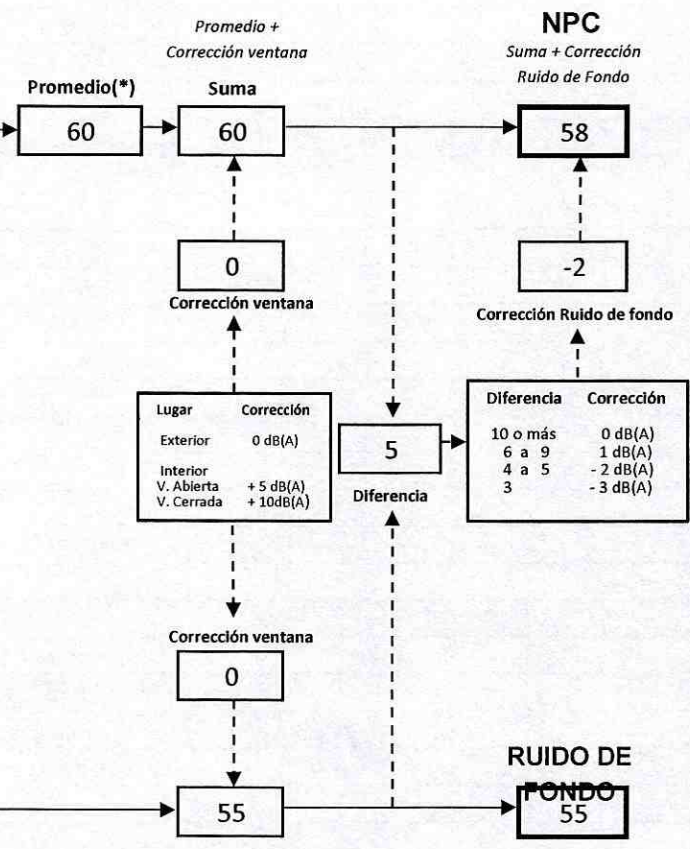 Promedio +
Corrección ventana
NPC
Suma + Corrección
Ruido de Fondo
Promedio(*)
Suma
60
60
58
0
-2
Corrección ventana
Corrección Ruido de fondo
Lugar Corrección
Exterior 0 dB(A)
Interior
V. Abierta + 5 dB(A)
V. Cerrada + 10dB(A)
5
Diferencia
Diferencia Corrección
10 o más 0 dB(A)
6 a 9 1 dB(A)
4 a 5 - 2 dB(A)
3 - 3 dB(A)
Corrección ventana
0
55
RUIDO DE
FONDO
55